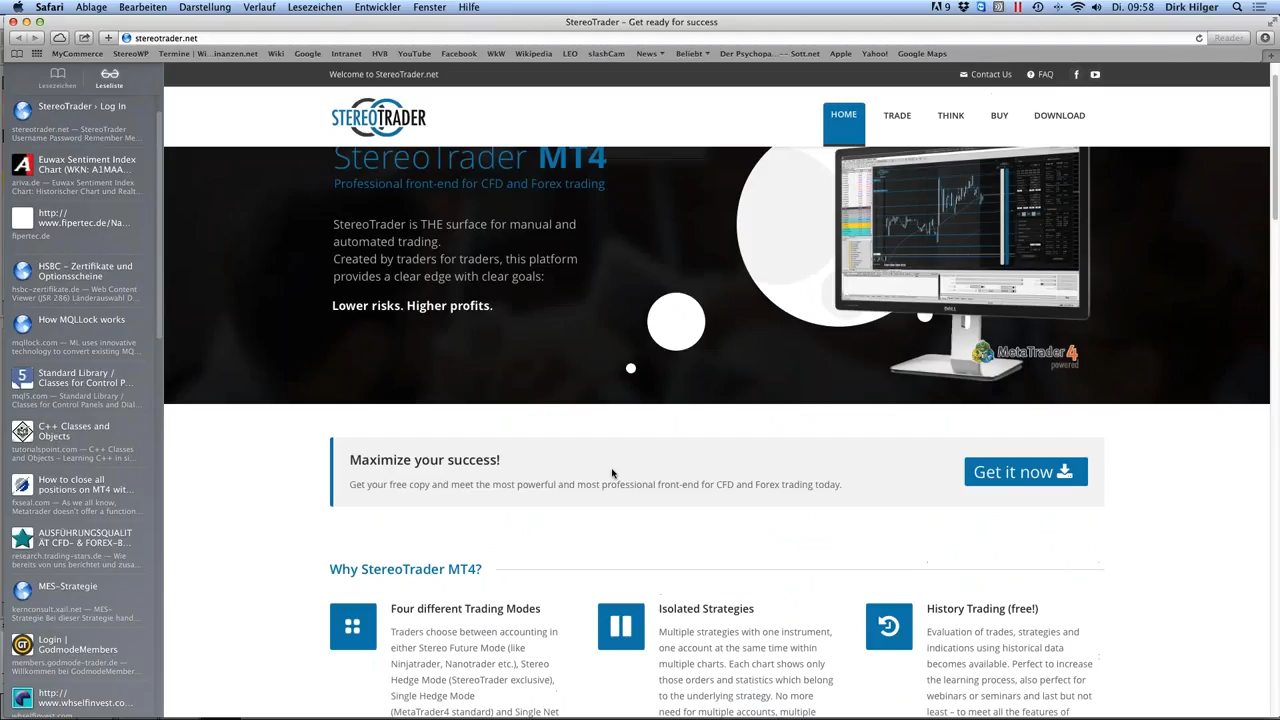 Safari Ablage Bearbeiten Darstellung Verlauf Lesezeichen Entwickler Fenster Hilfe 9 Di. 09:58 Dirk Hilger
StereoTrader – Get ready for success
stereotrader.net Reader
MyCommerce StereoWP Termine | Wi...inanzen.net Wiki Google Intranet HVB YouTube Facebook WkW Wikipedia LEO slashCam News Beliebt Der Psychopa... – Sott.net Apple Yahoo! Google Maps
Lesezeichen Leseliste
StereoTrader › Log In
stereotrader.net — StereoTrader
Username Password Remember Me...
Euwax Sentiment Index
Chart (WKN: A1MAA...
ariva.de — Euwax Sentiment Index
Chart: Historischer Chart und Realt...
http://
www.fipertec.de/Na...
fipertec.de
HSBC – Zertifikate und
Optionsscheine
hsbc-zertifikate.de — Web Content
Viewer (JSR 286) Länderauswahl D...
How MQLLock works
mqllock.com — ML uses innovative
technology to convert existing MQ...
Standard Library /
Classes for Control P...
mql5.com — Standard Library /
Classes for Control Panels and Dial...
C++ Classes and
Objects
tutorialspoint.com — C++ Classes
and Objects – Learning C++ in si...
How to close all
positions on MT4 wit...
fxseal.com — As we all know,
Metatrader doesn't offer a function...
AUSFÜHRUNGSQUALIT
ÄT CFD- & FOREX-B...
research.trading-stars.de — Wie
bereits von uns berichtet und zusa...
MES-Strategie
kernconsult.xail.net — MES-
Strategie Bei dieser Strategie hand...
Login |
GodmodeMembers
members.godmode-trader.de —
Willkommen bei GodmodeMember...
http://
www.whselfinvest.co...
whselfinvest.com
Welcome to StereoTrader.net Contact Us FAQ
STEREOTRADER HOME TRADE THINK BUY DOWNLOAD
StereoTrader MT4
Professional front-end for CFD and Forex trading
StereoTrader is THE surface for manual and
automated trading.
Created by traders for traders, this platform
provides a clear edge with clear goals:
Lower risks. Higher profits.
DELL
MetaTrader 4
powered
Maximize your success!
Get your free copy and meet the most powerful and most professional front-end for CFD and Forex trading today.
Get it now
Why StereoTrader MT4?
Four different Trading Modes
Traders choose between accounting in
either Stereo Future Mode (like
Ninjatrader, Nanotrader etc.), Stereo
Hedge Mode (StereoTrader exclusive),
Single Hedge Mode
(MetaTrader4 standard) and Single Net
Isolated Strategies
Multiple strategies with one instrument,
one account at the same time within
multiple charts. Each chart shows only
those orders and statistics which belong
to the underlying strategy. No more
need for multiple accounts, multiple
History Trading (free!)
Evaluation of trades, strategies and
indications using historical data
becomes available. Perfect to increase
the learning process, also perfect for
webinars or seminars and last but not
least – to meet all the features of